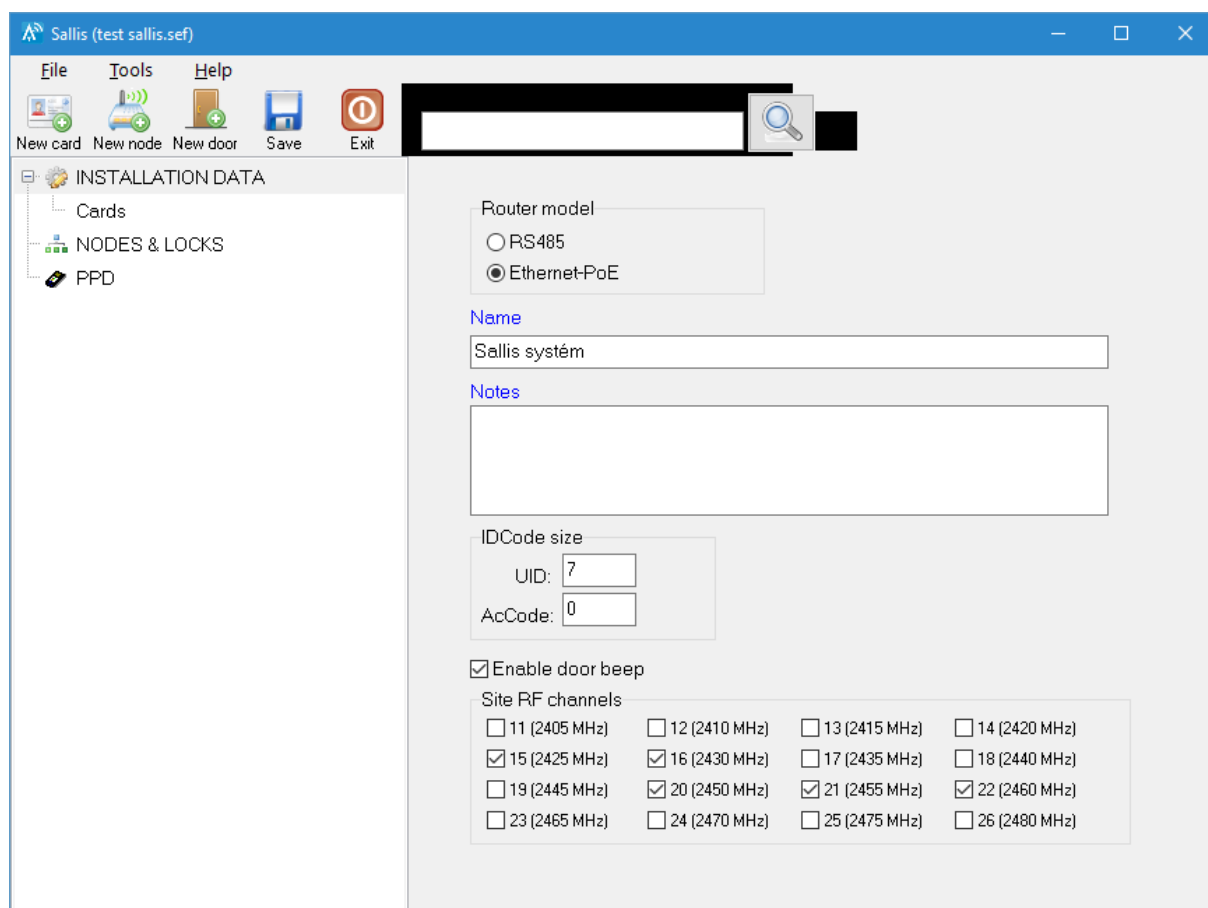 Sallis (test sallis.sef)
File Tools Help
New card New node New door Save Exit
INSTALLATION DATA
Cards
NODES & LOCKS
PPD
Router model
RS485
Ethernet-PoE
Name
Sallis systém
Notes
IDCode size
UID: 7
AcCode: 0
Enable door beep
Site RF channels
11 (2405 MHz) 12 (2410 MHz) 13 (2415 MHz) 14 (2420 MHz)
15 (2425 MHz) 16 (2430 MHz) 17 (2435 MHz) 18 (2440 MHz)
19 (2445 MHz) 20 (2450 MHz) 21 (2455 MHz) 22 (2460 MHz)
23 (2465 MHz) 24 (2470 MHz) 25 (2475 MHz) 26 (2480 MHz)